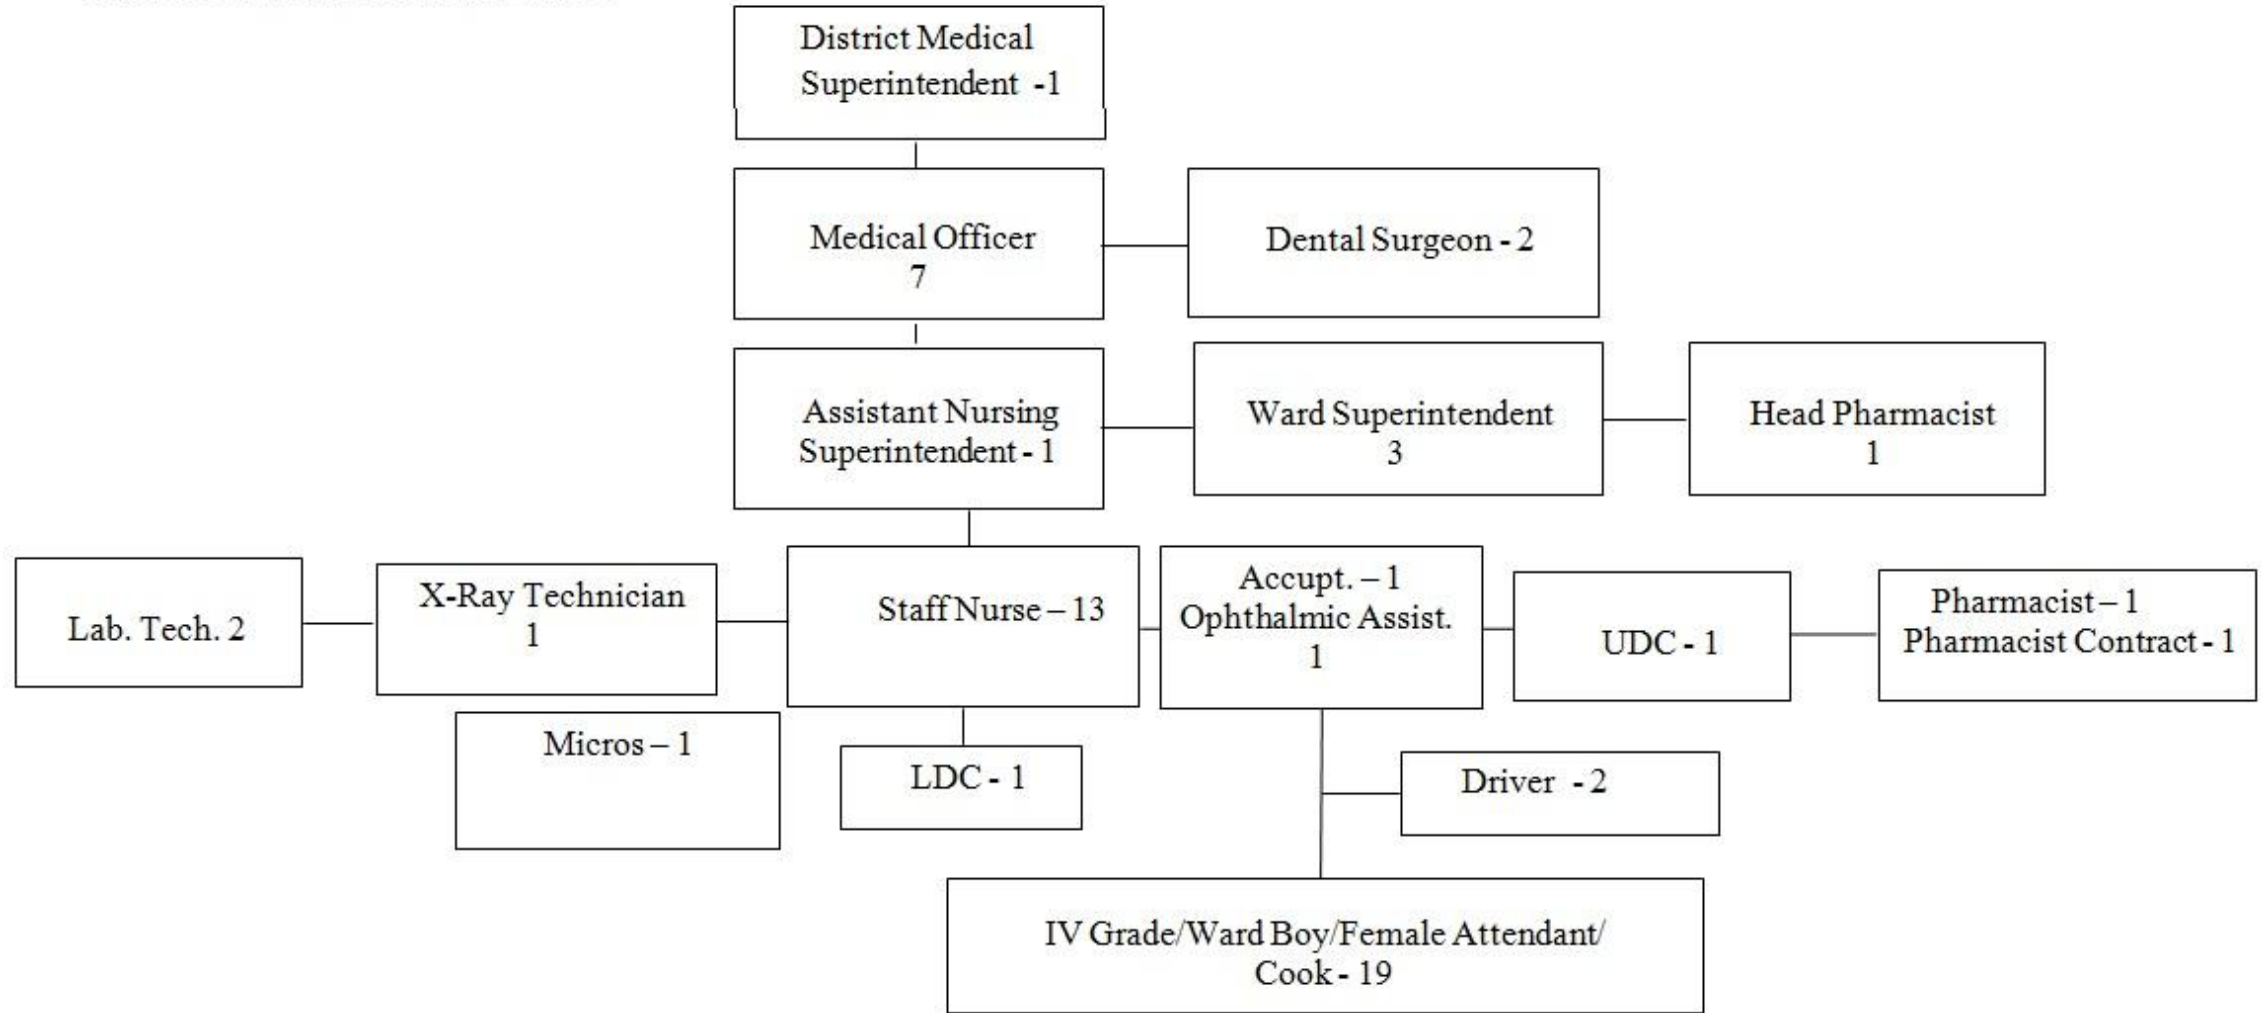 District Medical
Superintendent -1
Medical Officer
7
Dental Surgeon - 2
Assistant Nursing
Superintendent - 1
Ward Superintendent
3
Head Pharmacist
1
Lab. Tech. 2
X-Ray Technician
1
Staff Nurse – 13
Accupt. – 1
Ophthalmic Assist.
1
UDC - 1
Pharmacist – 1
Pharmacist Contract - 1
Micros – 1
LDC - 1
Driver - 2
IV Grade/Ward Boy/Female Attendant/
Cook - 19